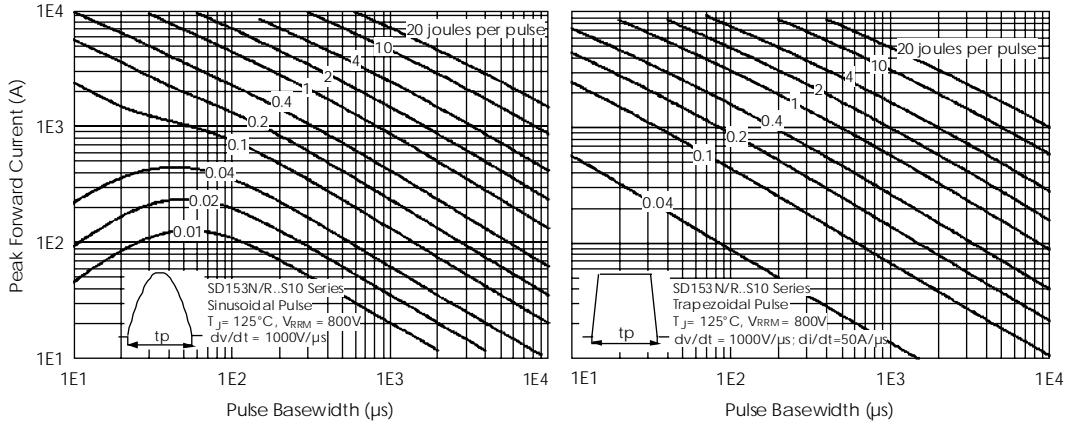 1E4
20 joules per pulse
10
4
2
1
0.4
0.2
0.1
0.04
0.02
0.01
1E3
1E2
1E1
Peak Forward Current (A)
tp
SD153N/R..S10 Series
Sinusoidal Pulse
TJ= 125°C, VRRM = 800V
dv/dt = 1000V/µs
1E1
1E2
1E3
1E4
Pulse Basewidth (µs)
20 joules per pulse
10
4
2
1
0.4
0.2
0.1
0.04
tp
SD153N/R..S10 Series
Trapezoidal Pulse
TJ= 125°C, VRRM = 800V
dv/dt = 1000V/µs; di/dt=50A/µs
1E1
1E2
1E3
1E4
Pulse Basewidth (µs)